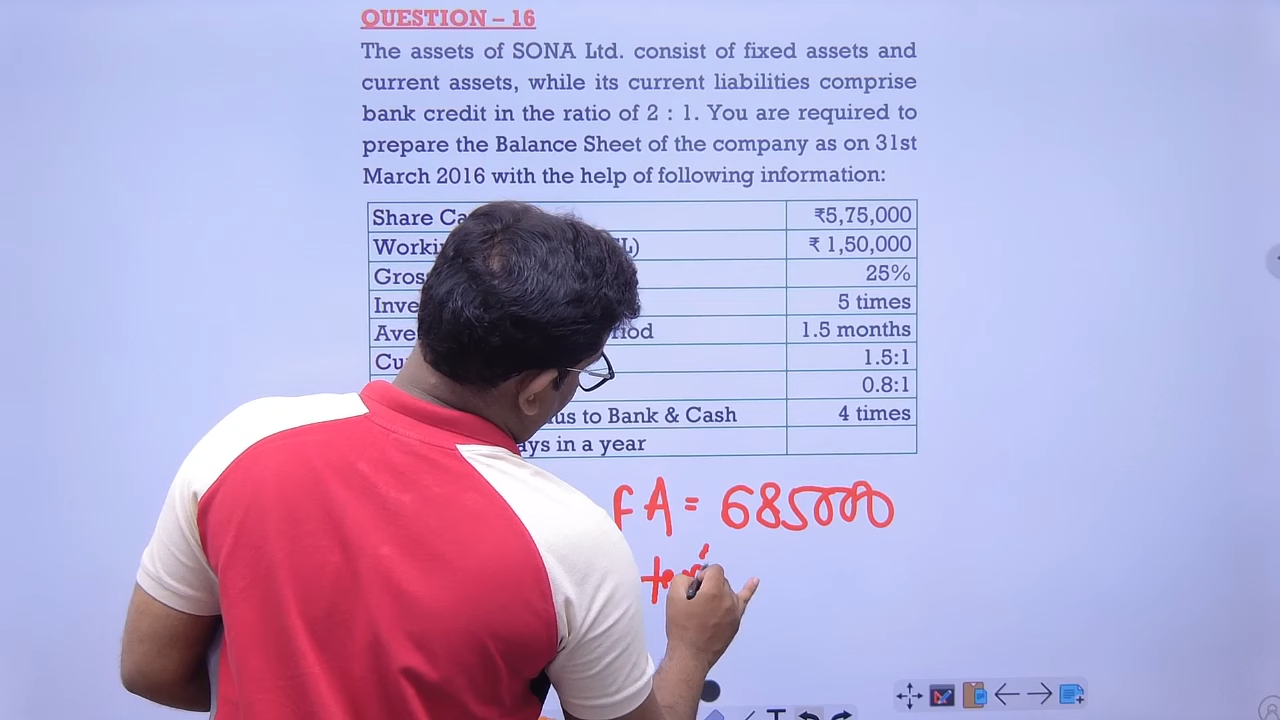 QUESTION – 16
The assets of SONA Ltd. consist of fixed assets and
current assets, while its current liabilities comprise
bank credit in the ratio of 2 : 1. You are required to
prepare the Balance Sheet of the company as on 31st
March 2016 with the help of following information:
Share Ca ₹5,75,000
Worki L) ₹ 1,50,000
Gros 25%
Inve 5 times
Ave iod 1.5 months
Cu 1.5:1
0.8:1
us to Bank & Cash 4 times
ays in a year
FA = 685000